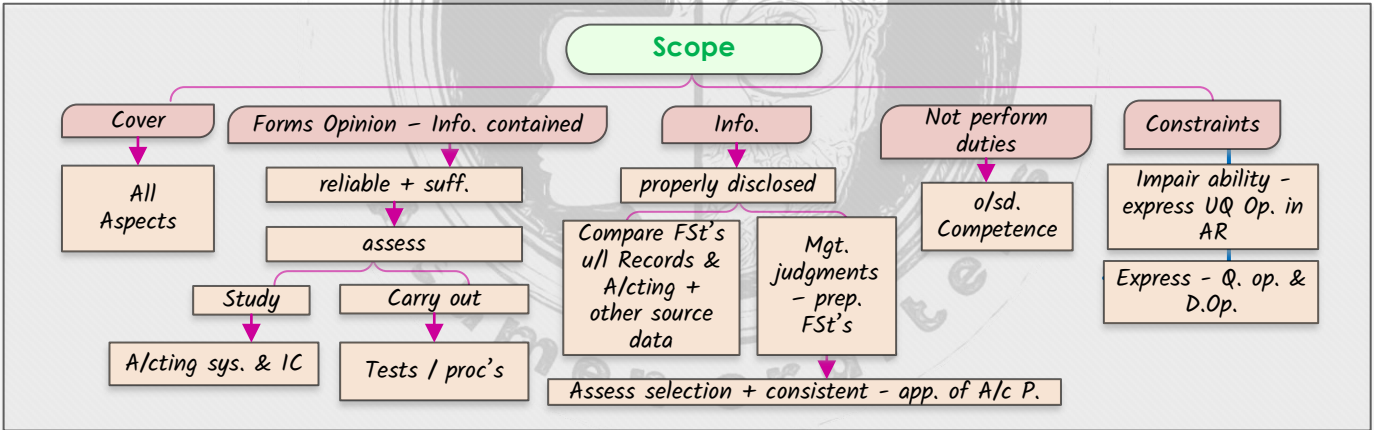 Scope
Cover
All
Aspects
Forms Opinion – Info. contained
reliable + suff.
assess
Study
A/cting sys. & IC
Carry out
Tests / proc's
Info.
properly disclosed
Compare FSt's
u/l Records &
A/cting +
other source
data
Mgt.
judgments
– prep.
FSt's
Assess selection + consistent - app. of A/c P.
Not perform
duties
o/sd.
Competence
Constraints
Impair ability -
express UQ Op. in
AR
Express - Q. op. &
D.Op.